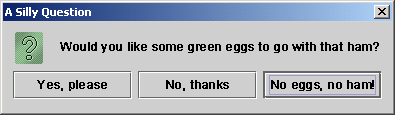 A Silly Question
Would you like some green eggs to go with that ham?
Yes, please
No, thanks
No eggs, no ham!